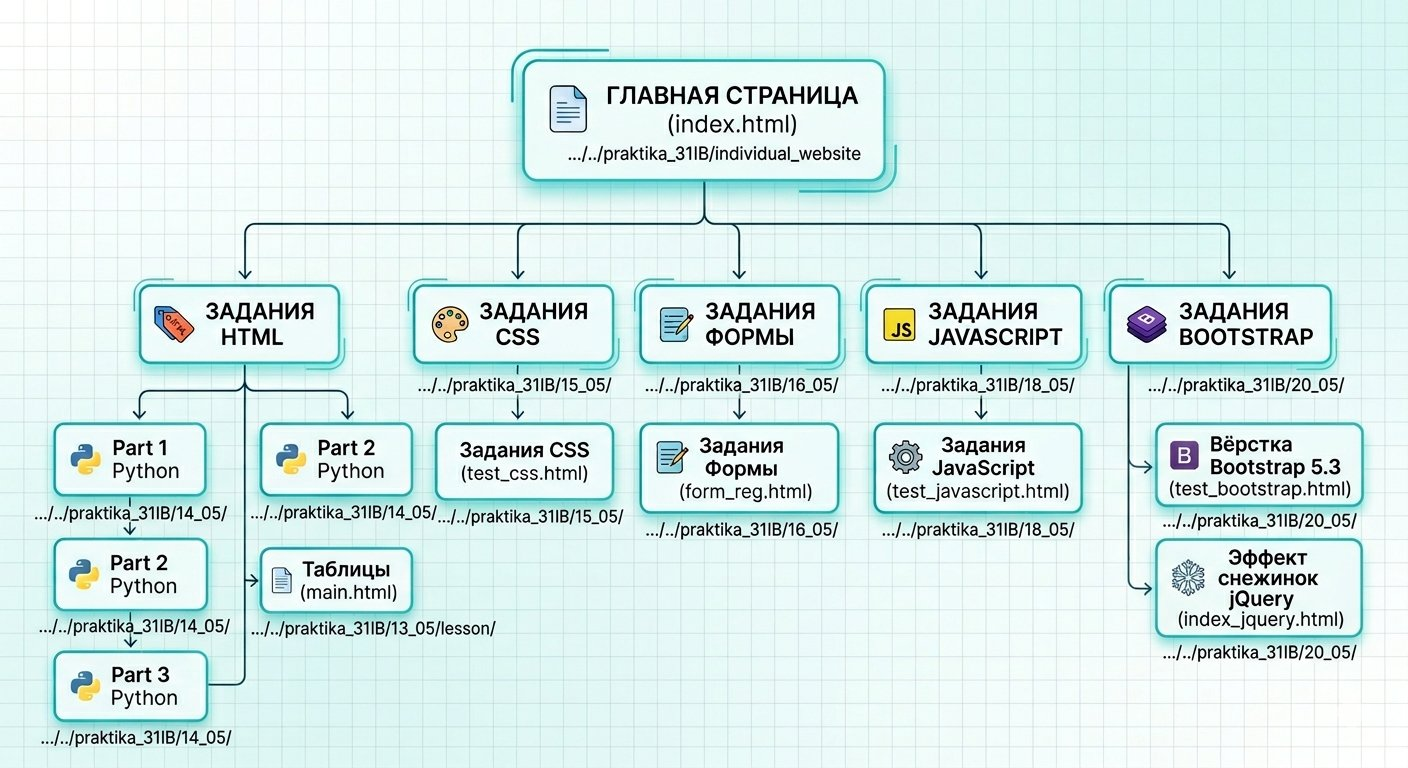 ГЛАВНАЯ СТРАНИЦА
(index.html)
.../../praktika_31IB/individual_website
ЗАДАНИЯ
HTML
ЗАДАНИЯ
CSS
ЗАДАНИЯ
ФОРМЫ
JS
ЗАДАНИЯ
JAVASCRIPT
B
ЗАДАНИЯ
BOOTSTRAP
.../../praktika_31IB/15_05/
.../../praktika_31IB/16_05/
.../../praktika_31IB/18_05/
.../../praktika_31IB/20_05/
Part 1
Python
.../../praktika_31IB/14_05/
Part 2
Python
.../../praktika_31IB/14_05/
Задания CSS
(test_css.html)
.../../praktika_31IB/15_05/
Задания
Формы
(form_reg.html)
.../../praktika_31IB/16_05/
Задания
JavaScript
(test_javascript.html)
.../../praktika_31IB/18_05/
B
Вёрстка
Bootstrap 5.3
(test_bootstrap.html)
.../../praktika_31IB/20_05/
Part 2
Python
.../../praktika_31IB/14_05/
Таблицы
(main.html)
.../../praktika_31IB/13_05/lesson/
Эффект
снежинок
jQuery
(index_jquery.html)
.../../praktika_31IB/20_05/
Part 3
Python
.../../praktika_31IB/14_05/